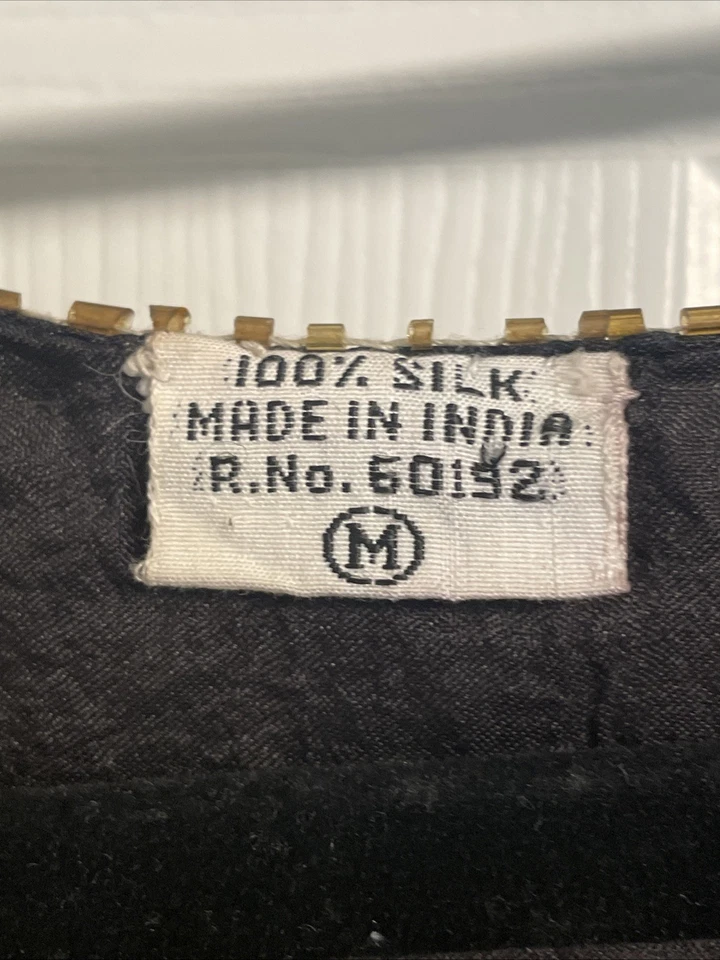 100% SILK
MADE IN INDIA
R.No. 60192
M